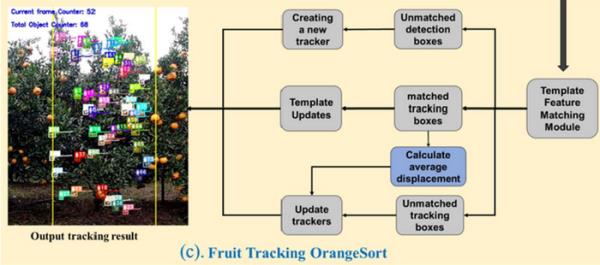 Current frame Counter: 52
Total Object Counter: 68
Creating
a new
tracker
Unmatched
detection
boxes
Template
Updates
matched
tracking
boxes
Template
Feature
Matching
Module
Calculate
average
displacement
Update
trackers
Unmatched
tracking
boxes
Output tracking result
(c). Fruit Tracking OrangeSort